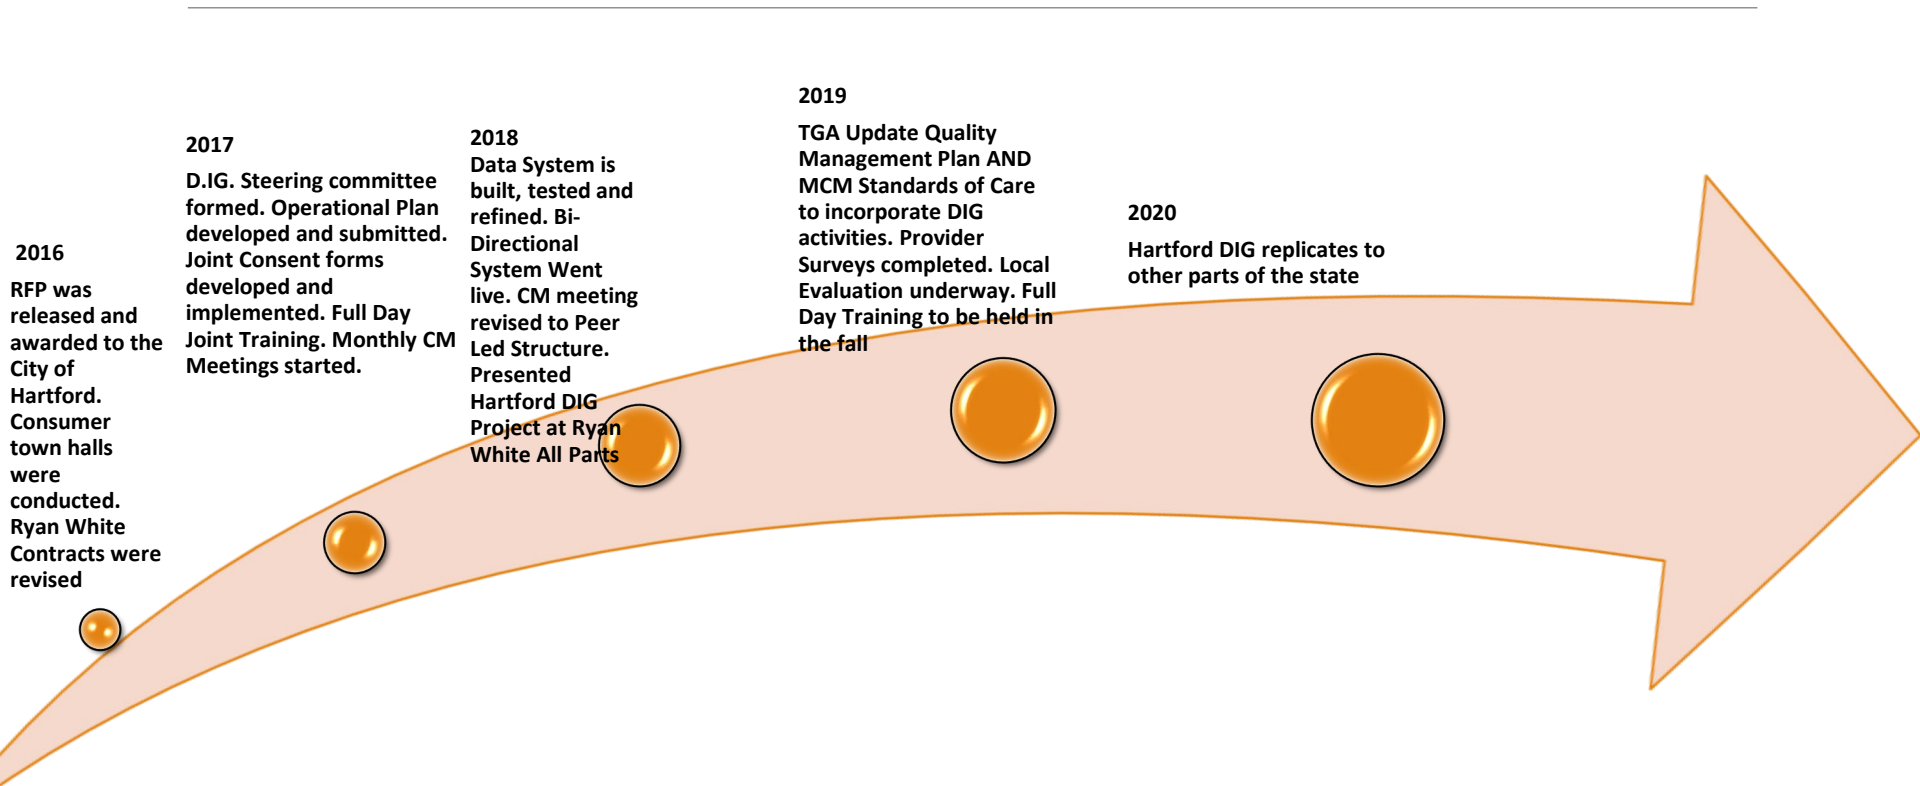 2016
RFP was
released and
awarded to the
City of
Hartford.
Consumer
town halls
were
conducted.
Ryan White
Contracts were
revised
2017
D.IG. Steering committee
formed. Operational Plan
developed and submitted.
Joint Consent forms
developed and
implemented. Full Day
Joint Training. Monthly CM
Meetings started.
2018
Data System is
built, tested and
refined. Bi-
Directional
System Went
live. CM meeting
revised to Peer
Led Structure.
Presented
Hartford DIG
Project at Ryan
White All Parts
2019
TGA Update Quality
Management Plan AND
MCM Standards of Care
to incorporate DIG
activities. Provider
Surveys completed. Local
Evaluation underway. Full
Day Training to be held in
the fall
2020
Hartford DIG replicates to
other parts of the state